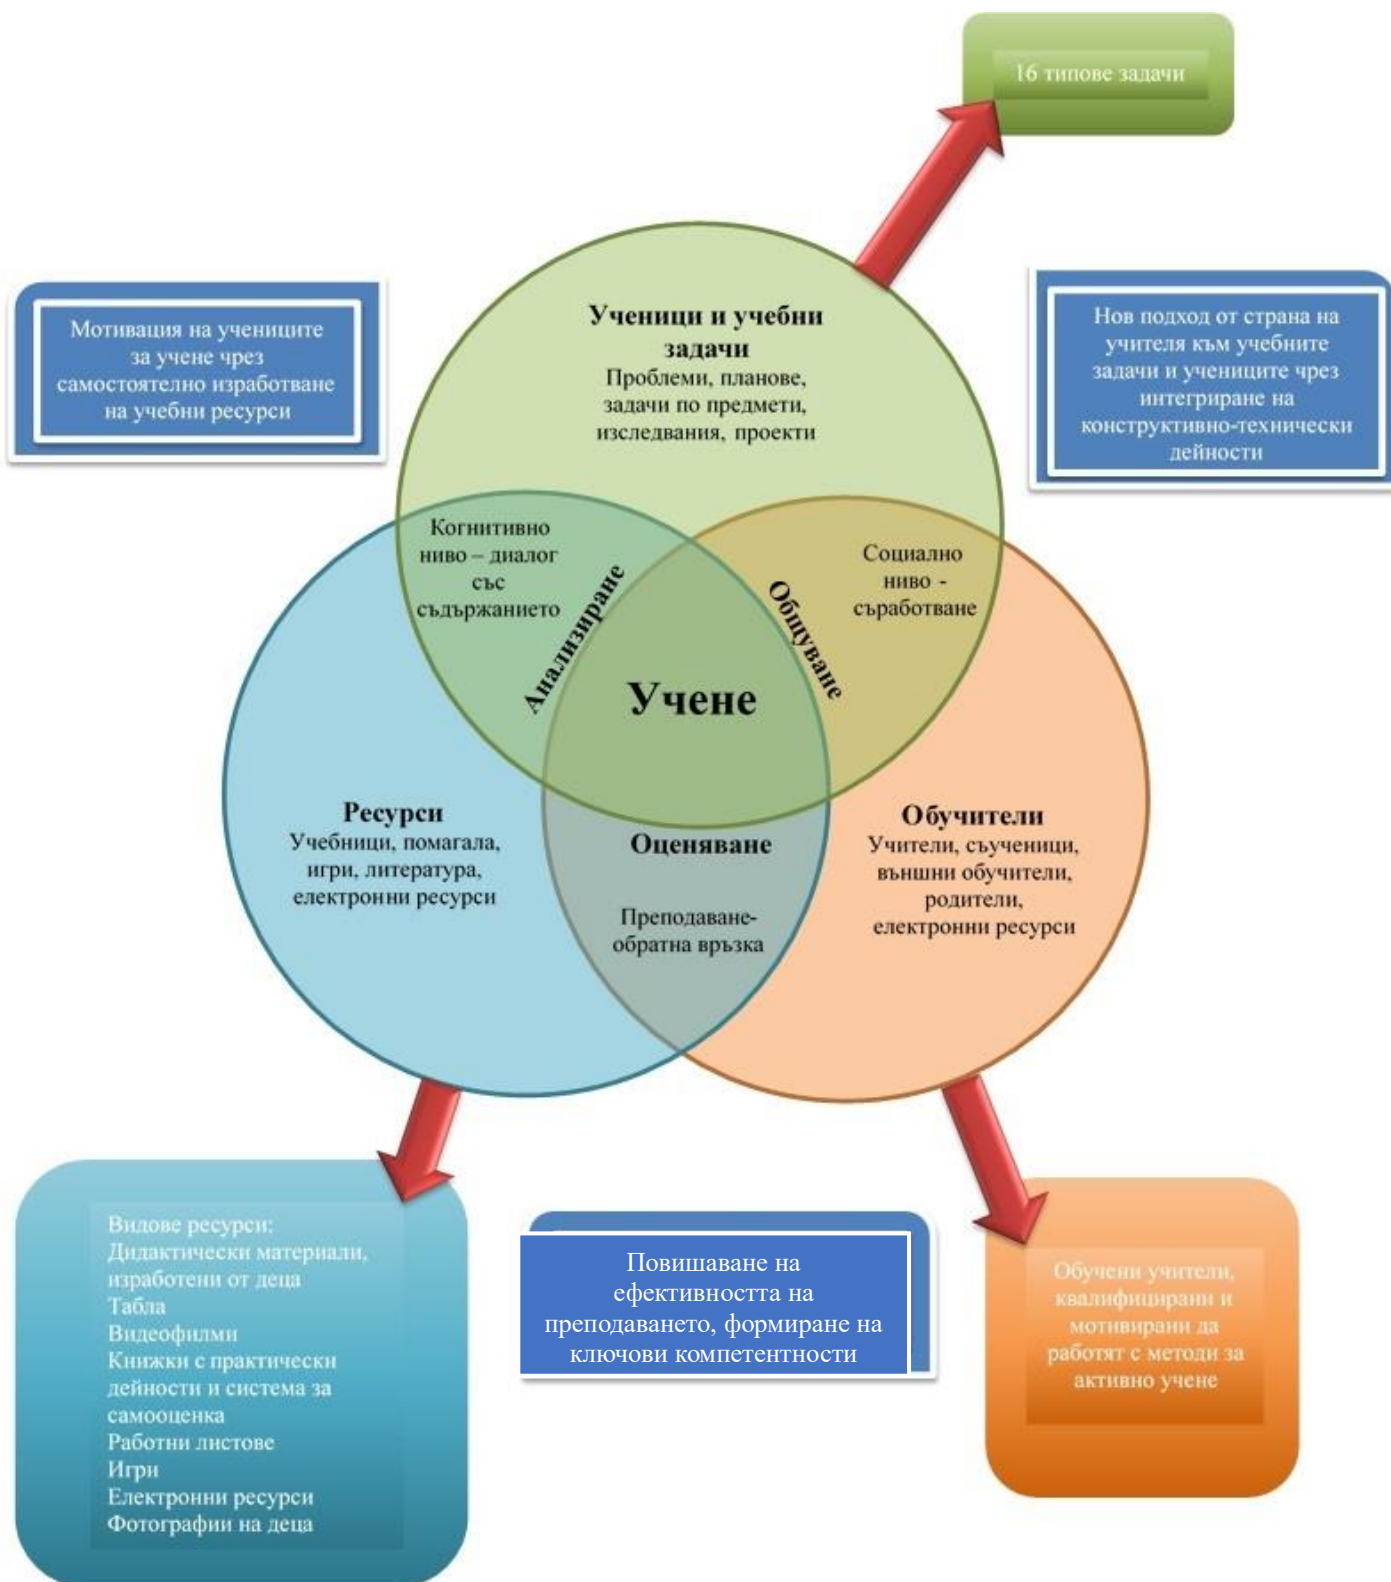 16 типове задачи
Мотивация на учениците
за учене чрез
самостоятелно изработване
на учебни ресурси
Ученици и учебни
задачи
Проблеми, планове,
задачи по предмети,
изследвания, проекти
Нов подход от страна на
учителя към учебните
задачи и учениците чрез
интегриране на
конструктивно-технически
дейности
Когнитивно
ниво – диалог
със
съдържанието
Анализиране
Общуване
Социално
ниво -
съработване
Учене
Ресурси
Учебници, помагала,
игри, литература,
електронни ресурси
Оценяване
Преподаване-
обратна връзка
Обучители
Учители, съученици,
външни обучители,
родители,
електронни ресурси
Видове ресурси:
Дидактически материали,
изработени от деца
Табла
Видеофилми
Книжки с практически
дейности и система за
самооценка
Работни листове
Игри
Електронни ресурси
Фотографии на деца
Повишаване на
ефективността на
преподаването, формиране на
ключови компетентности
Обучени учители,
квалифицирани и
мотивирани да
работят с методи за
активно учене